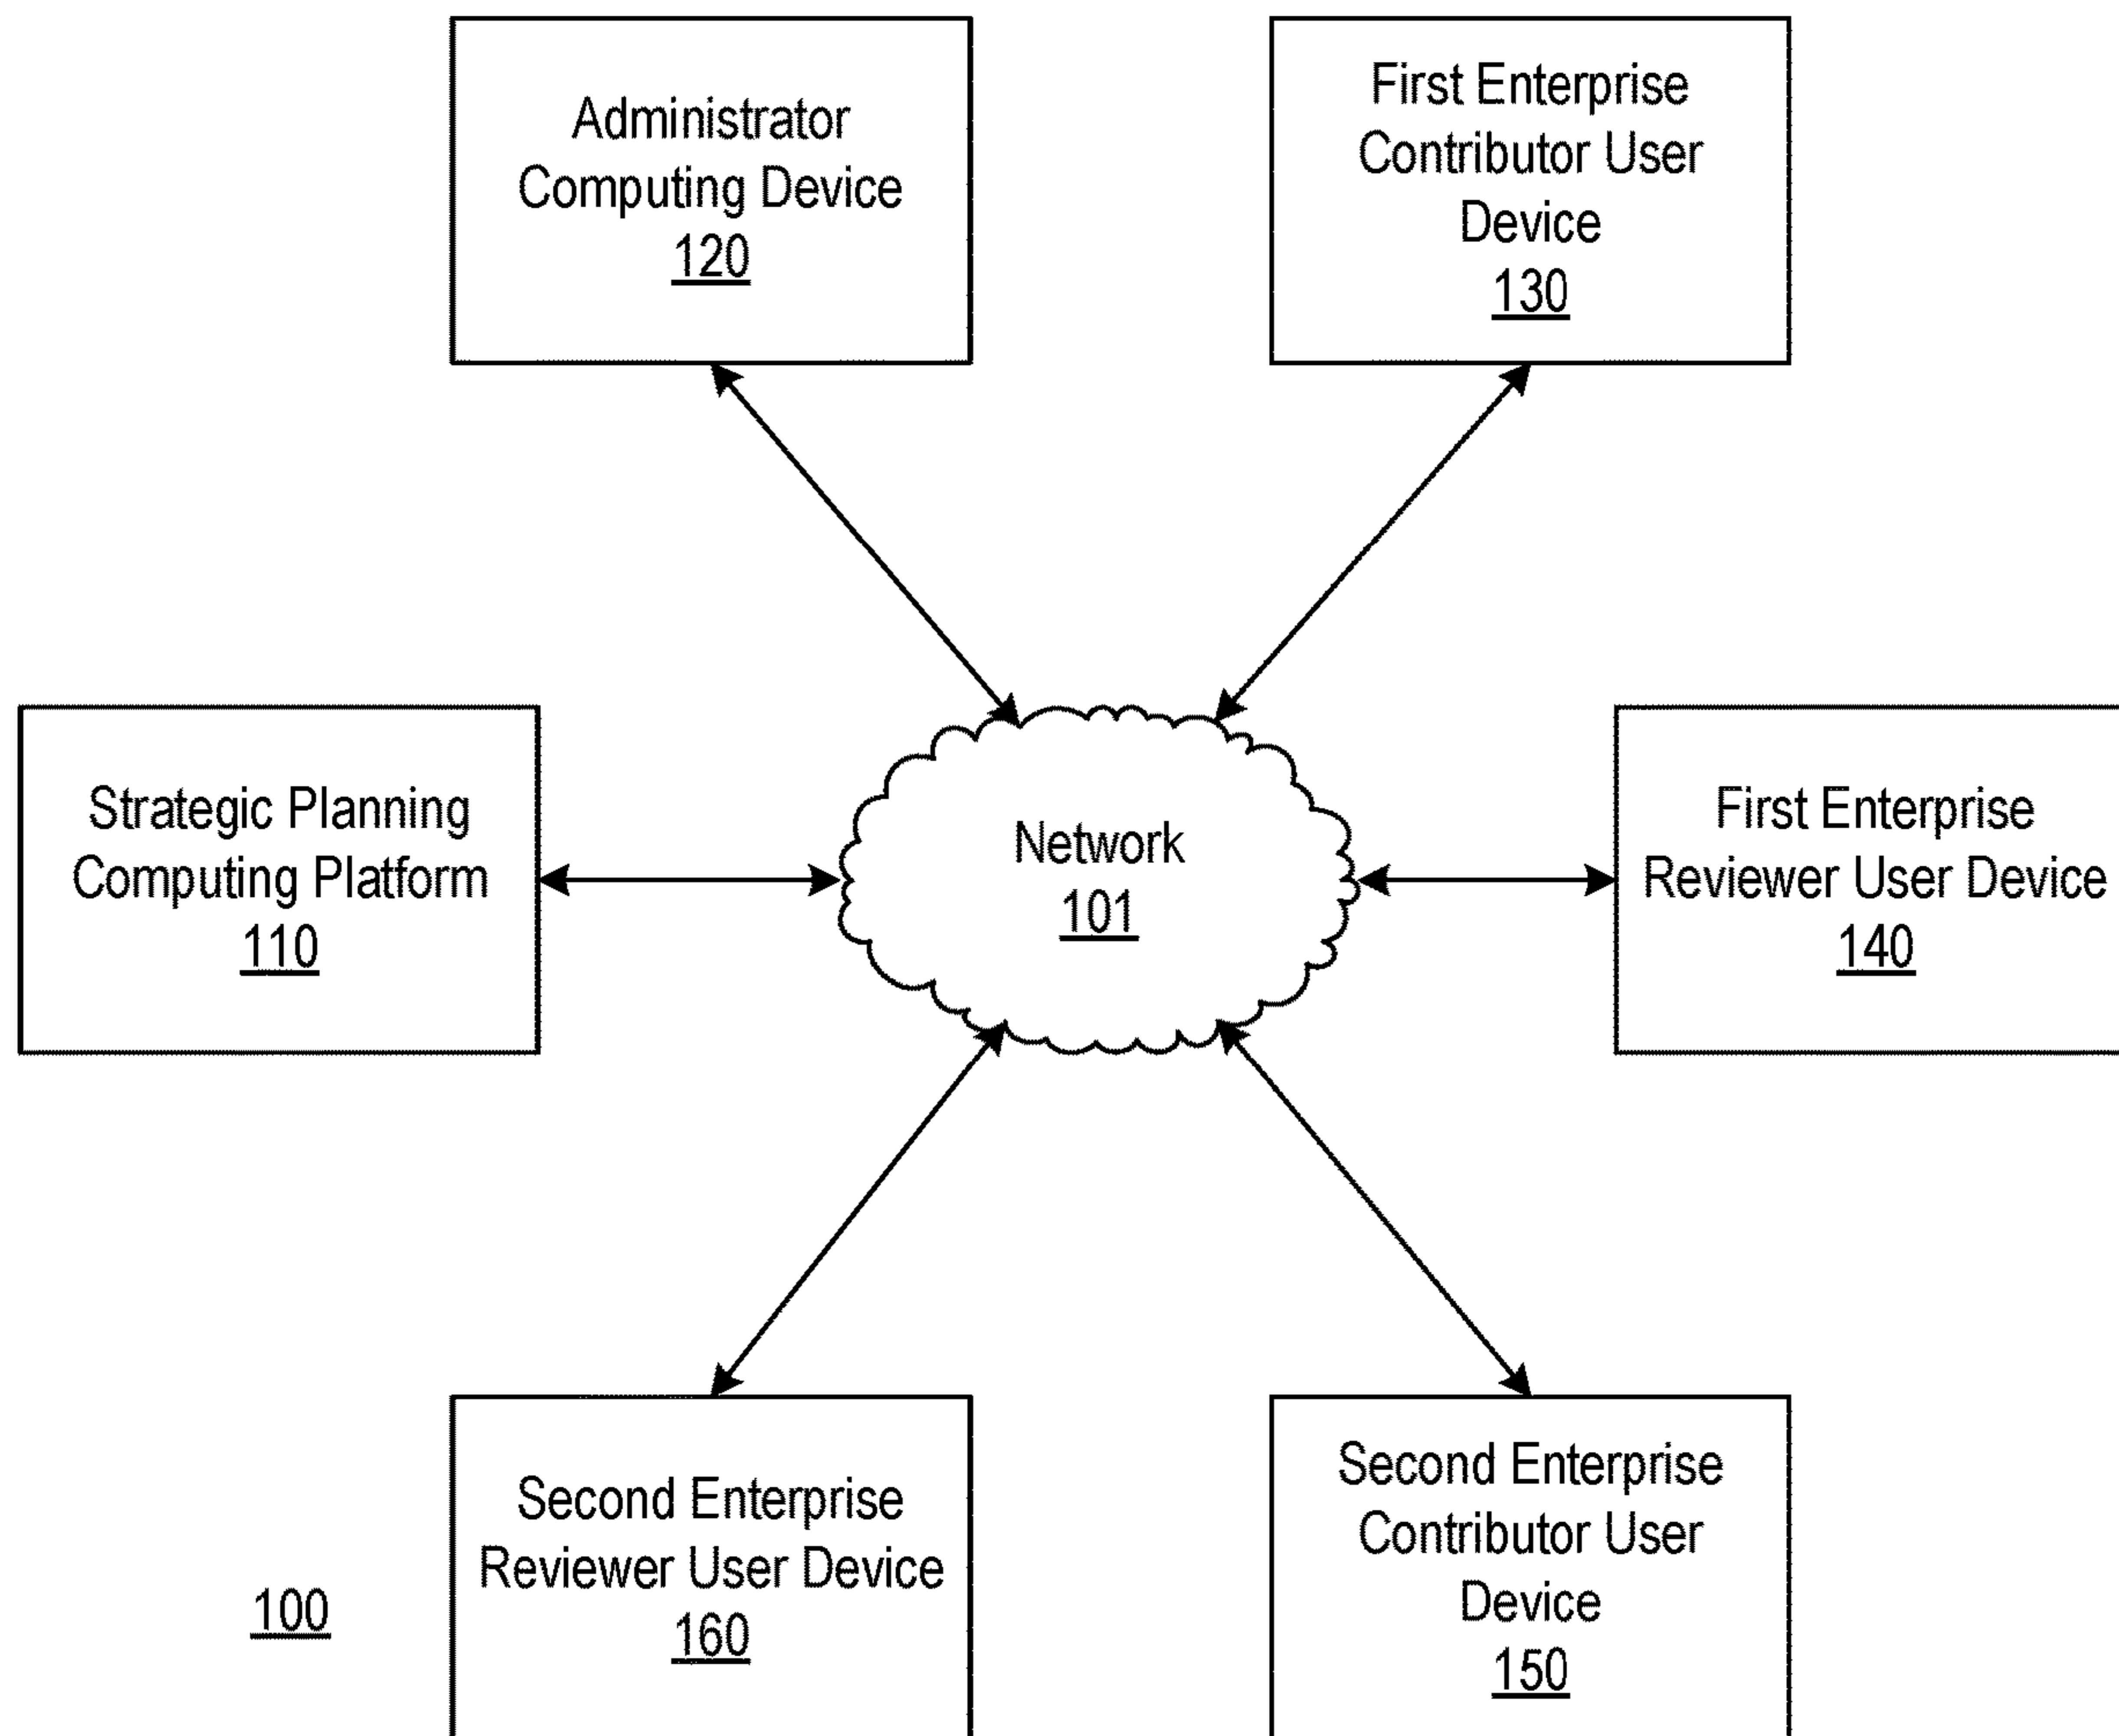 Administrator
Computing Device
120
First Enterprise
Contributor User
Device
130
Strategic Planning
Computing Platform
110
Network
101
First Enterprise
Reviewer User Device
140
Second Enterprise
Reviewer User Device
160
Second Enterprise
Contributor User
Device
150
100